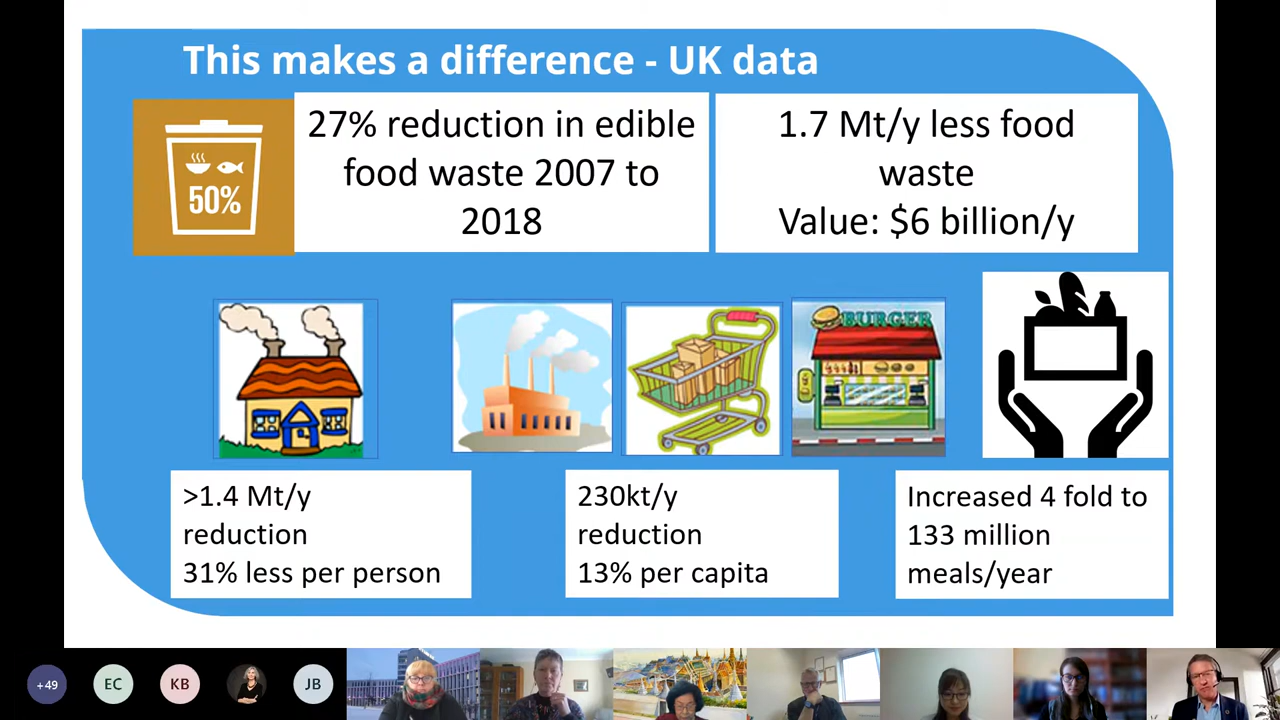 This makes a difference - UK data
50%
27% reduction in edible
food waste 2007 to
2018
1.7 Mt/y less food
waste
Value: $6 billion/y
BURGER
>1.4 Mt/y
reduction
31% less per person
230kt/y
reduction
13% per capita
Increased 4 fold to
133 million
meals/year
+49
EC
KB
JB